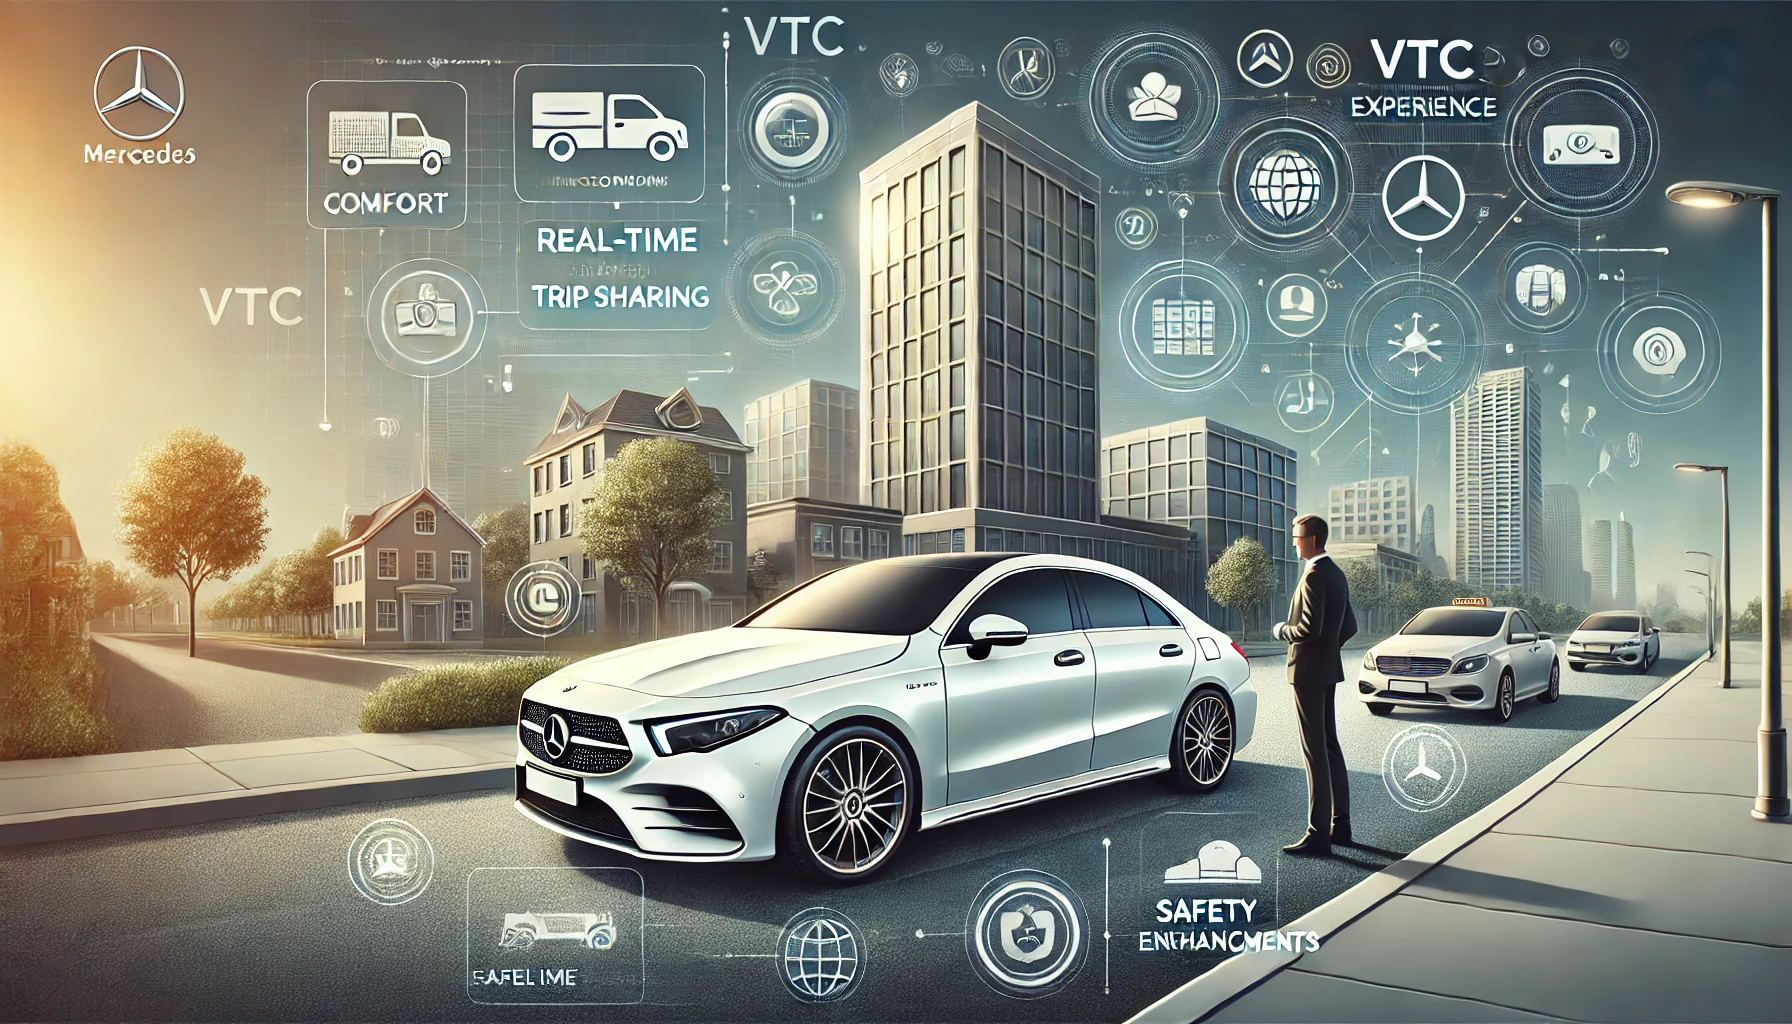 VTC
VTC
EXPERIENCE
Mercedes
COMFORT
REAL-TIME
TRIP SHARING
VTC
SAFETY
ENHANCMENTS
SAFELIME